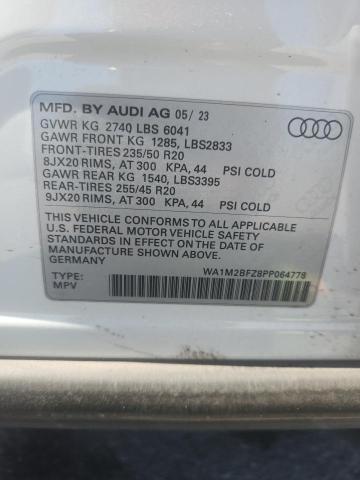 MFD. BY AUDI AG 05/ 23
GVWR KG 2740 LBS 6041
GAWR FRONT KG 1285, LBS2833
FRONT-TIRES 235/50 R20
8JX20 RIMS, AT 300 KPA, 44 PSI COLD
GAWR REAR KG 1540, LBS3395
REAR-TIRES 255/45 R20
9JX20 RIMS, AT 300 KPA, 44 PSI COLD
THIS VEHICLE CONFORMS TO ALL APPLICABLE
U.S. FEDERAL MOTOR VEHICLE SAFETY
STANDARDS IN EFFECT ON THE DATE OF
MANUFACTURE SHOWN ABOVE
GERMANY
WA1M2BFZ8PP064778
TYPE:
MPV